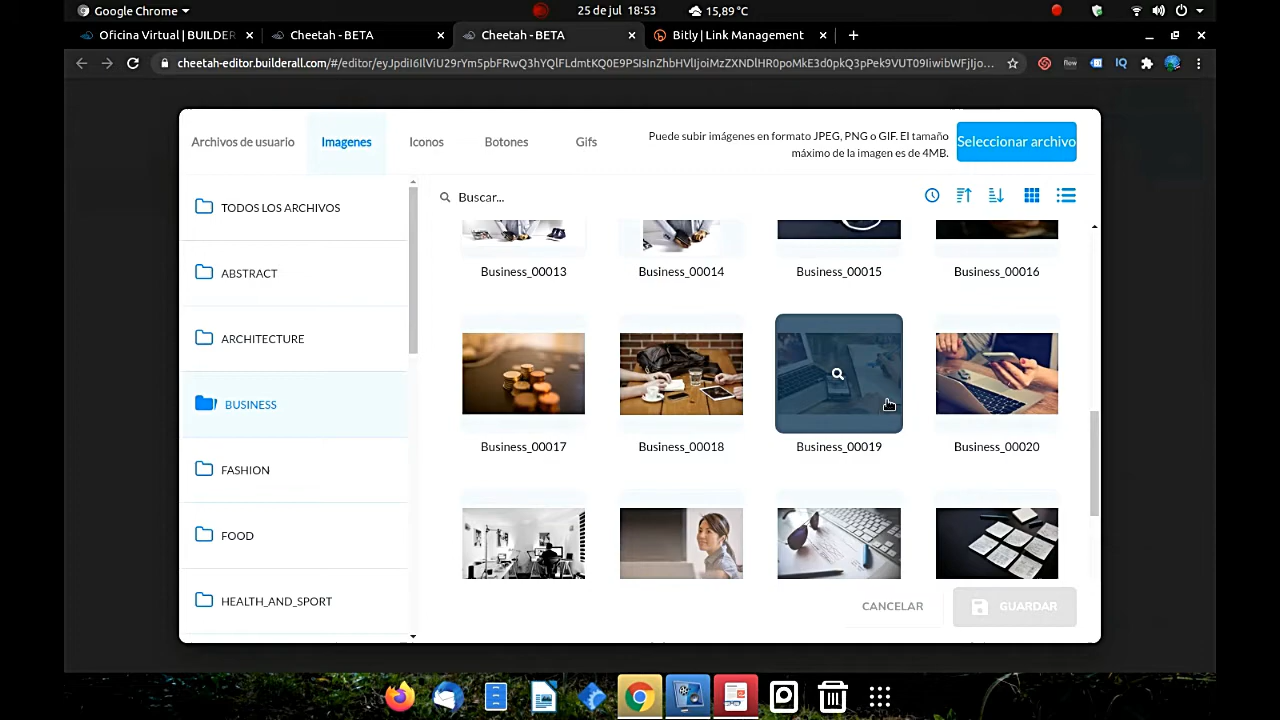 Google Chrome
25 de jul 18:53
15,89 °C
Oficina Virtual | BUILDER
Cheetah - BETA
Cheetah - BETA
Bitly | Link Management
cheetah-editor.builderall.com/#/editor/
flow
IQ
Archivos de usuario
Imagenes
Iconos
Botones
Gifs
Puede subir imágenes en formato JPEG, PNG o GIF. El tamaño
máximo de la imagen es de 4MB.
Seleccionar archivo
TODOS LOS ARCHIVOS
ABSTRACT
ARCHITECTURE
BUSINESS
FASHION
FOOD
HEALTH_AND_SPORT
Buscar...
Business_00013
Business_00014
Business_00015
Business_00016
Business_00017
Business_00018
Business_00019
Business_00020
CANCELAR
GUARDAR